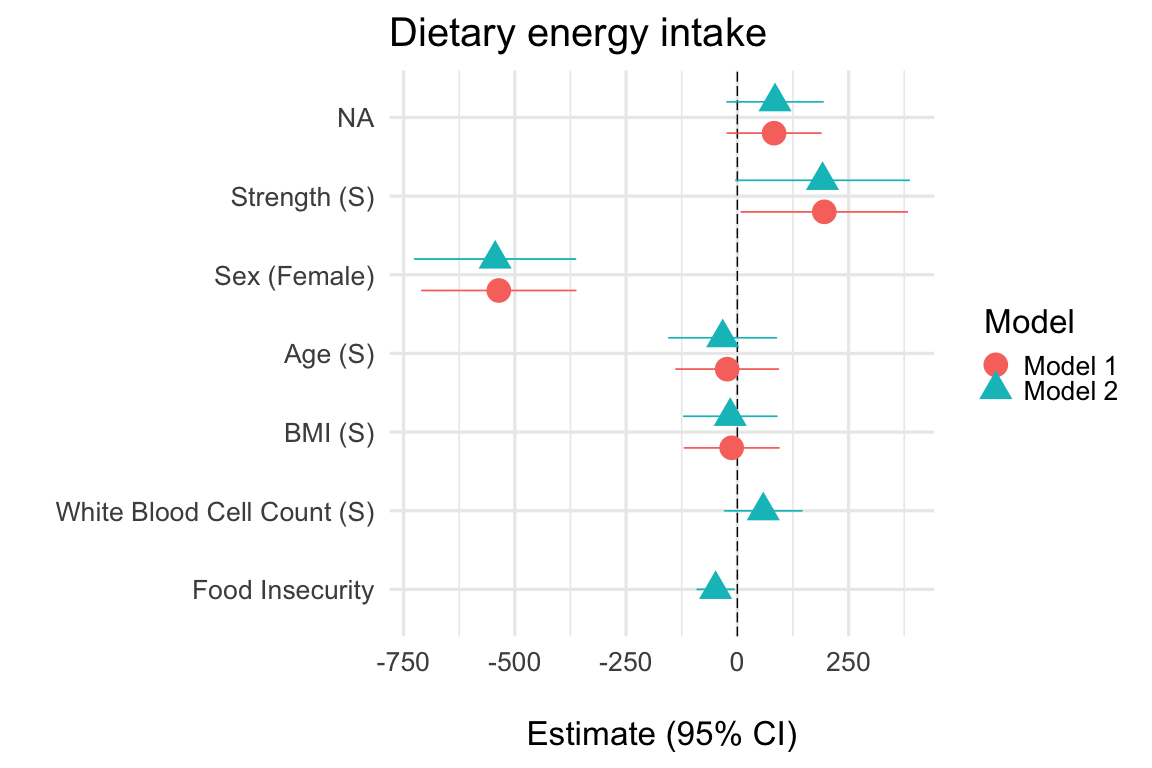 Dietary energy intake
NA
Strength (S)
Sex (Female)
Age (S)
BMI (S)
White Blood Cell Count (S)
Food Insecurity
-750
-500
-250
0
250
Estimate (95% CI)
Model
Model 1
Model 2